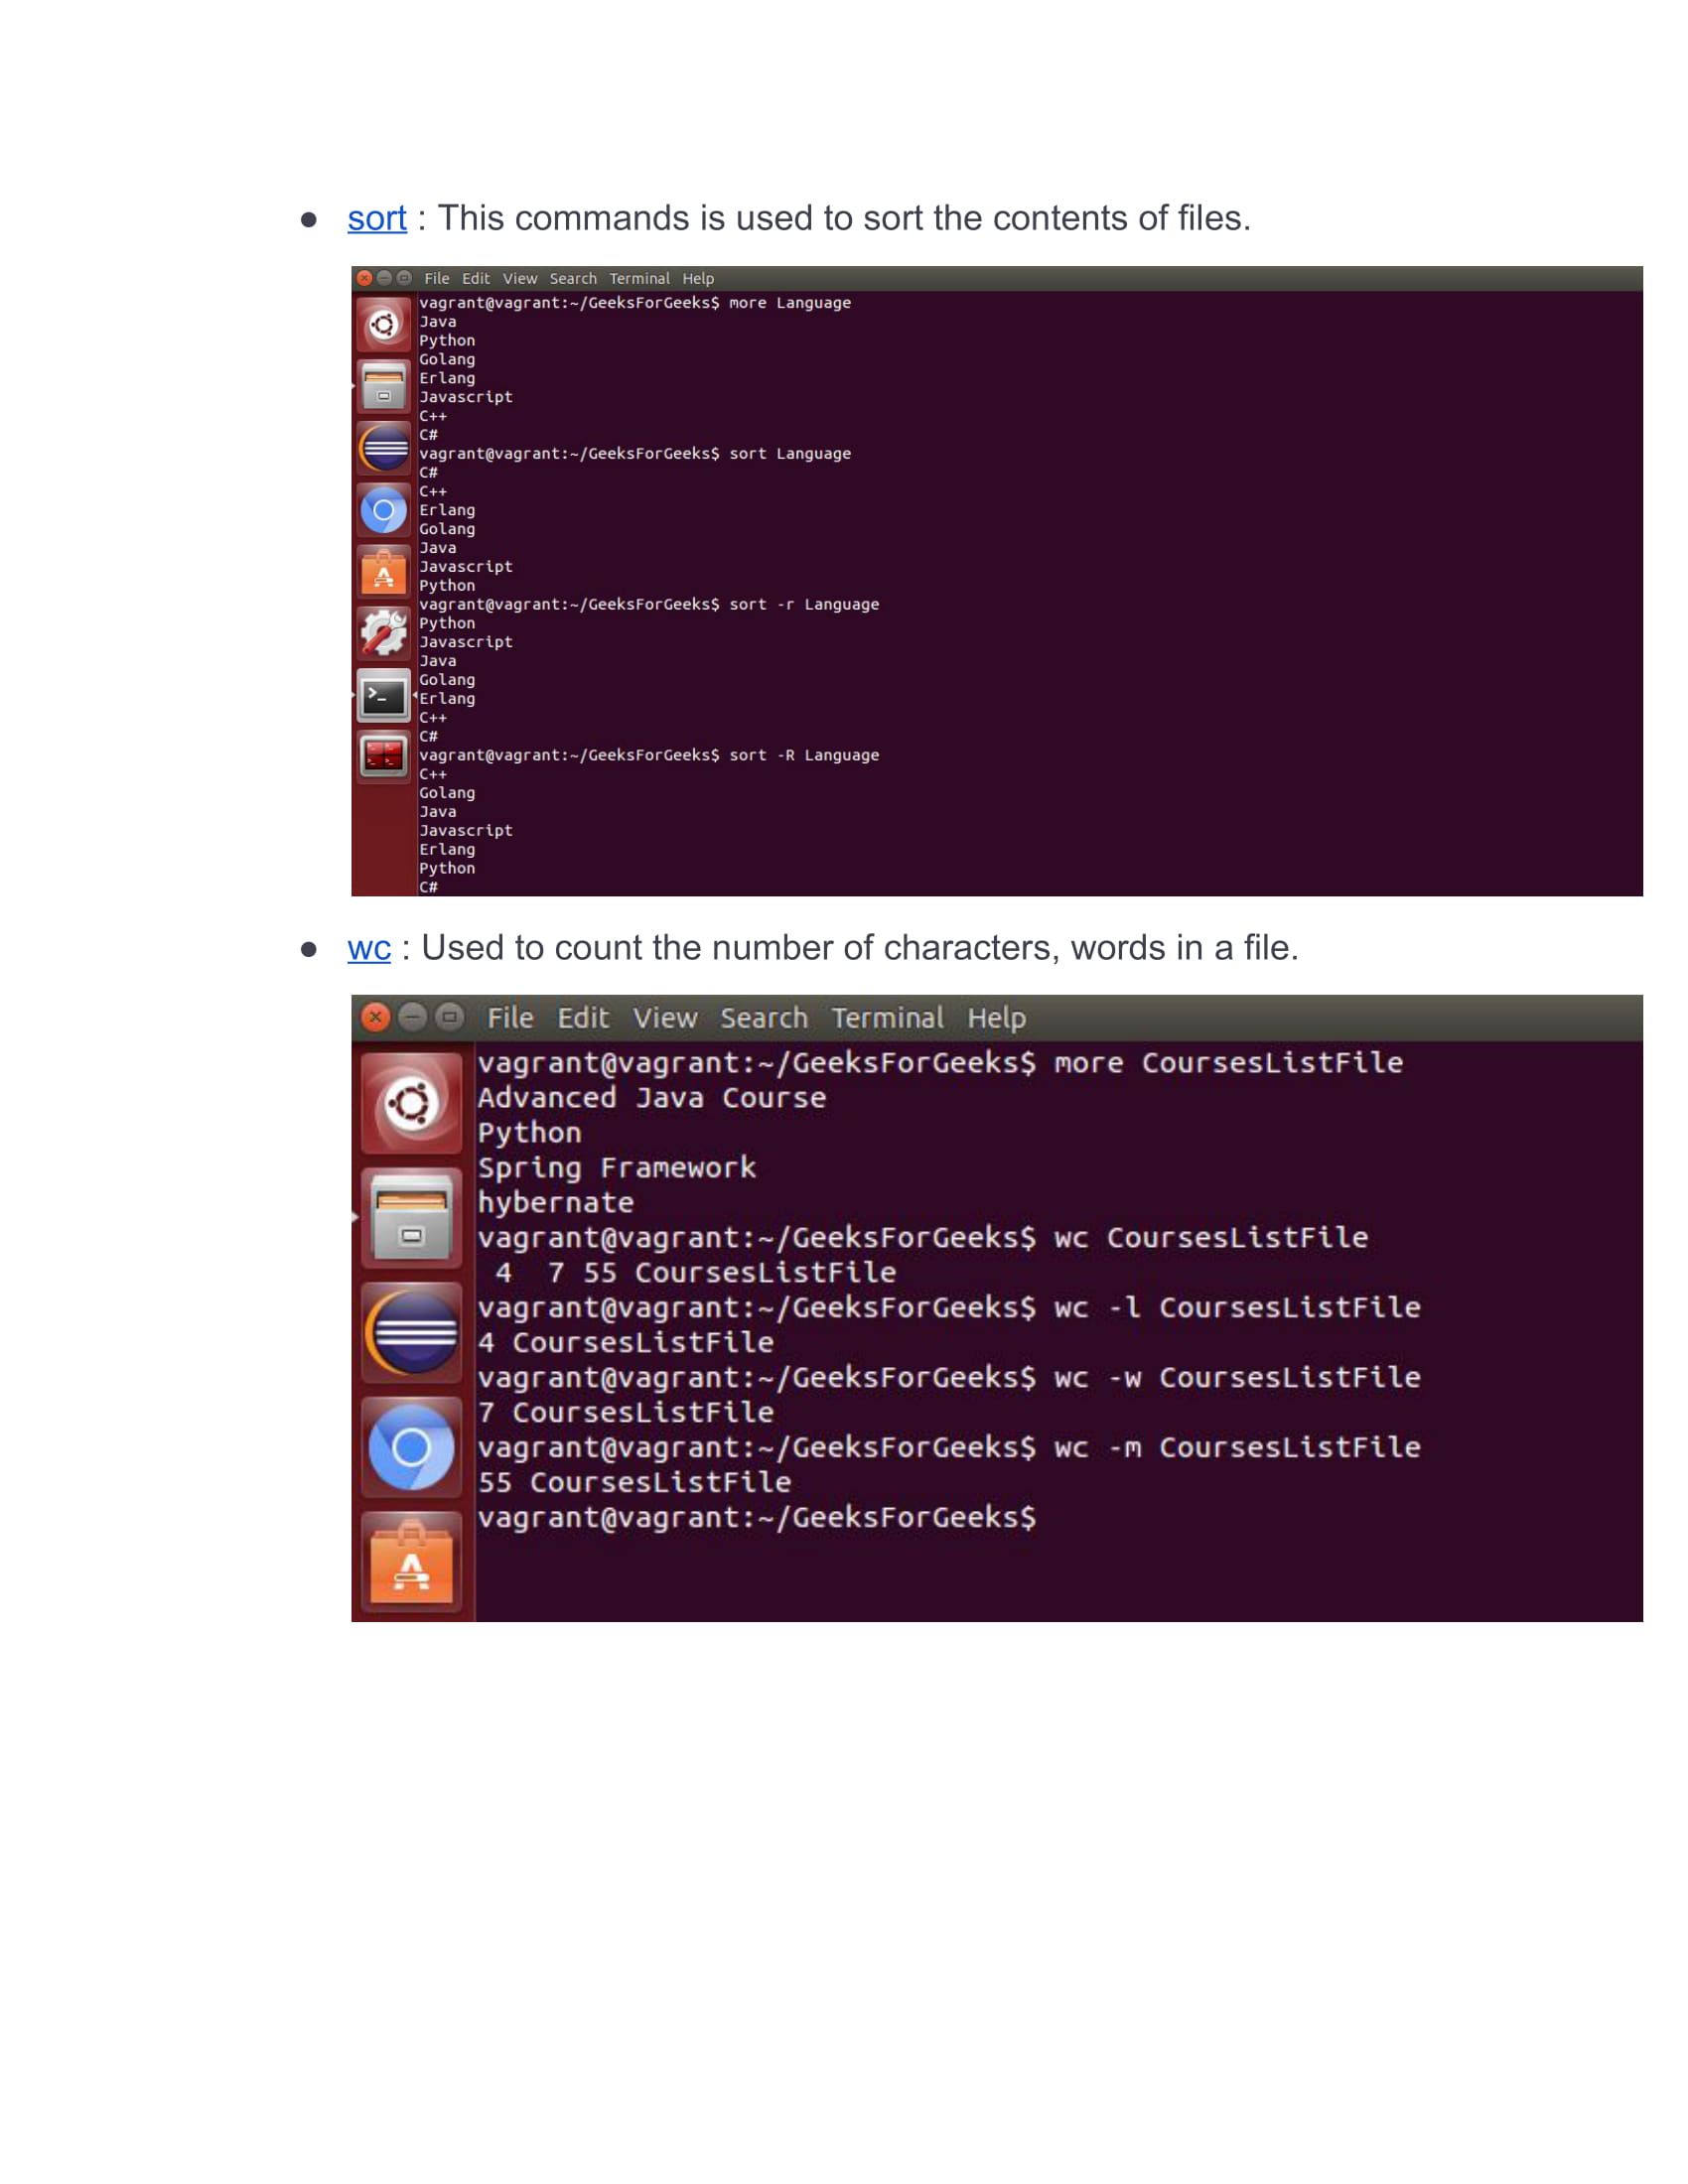 ● sort : This commands is used to sort the contents of files.
File Edit View Search Terminal Help
vagrant@vagrant:~/GeeksForGeeks$ more Language
Java
Python
Golang
Erlang
Javascript
C++
C#
vagrant@vagrant:~/GeeksForGeeks$ sort Language
C#
C++
Erlang
Golang
Java
Javascript
Python
vagrant@vagrant:~/GeeksForGeeks$ sort -r Language
Python
Javascript
Java
Golang
Erlang
C++
C#
vagrant@vagrant:~/GeeksForGeeks$ sort -R Language
C++
Golang
Java
Javascript
Erlang
Python
C#
● wc : Used to count the number of characters, words in a file.
File Edit View Search Terminal Help
vagrant@vagrant:~/GeeksForGeeks$ more CoursesListFile
Advanced Java Course
Python
Spring Framework
hybernate
vagrant@vagrant:~/GeeksForGeeks$ wc CoursesListFile
 4  7 55 CoursesListFile
vagrant@vagrant:~/GeeksForGeeks$ wc -l CoursesListFile
4 CoursesListFile
vagrant@vagrant:~/GeeksForGeeks$ wc -w CoursesListFile
7 CoursesListFile
vagrant@vagrant:~/GeeksForGeeks$ wc -m CoursesListFile
55 CoursesListFile
vagrant@vagrant:~/GeeksForGeeks$